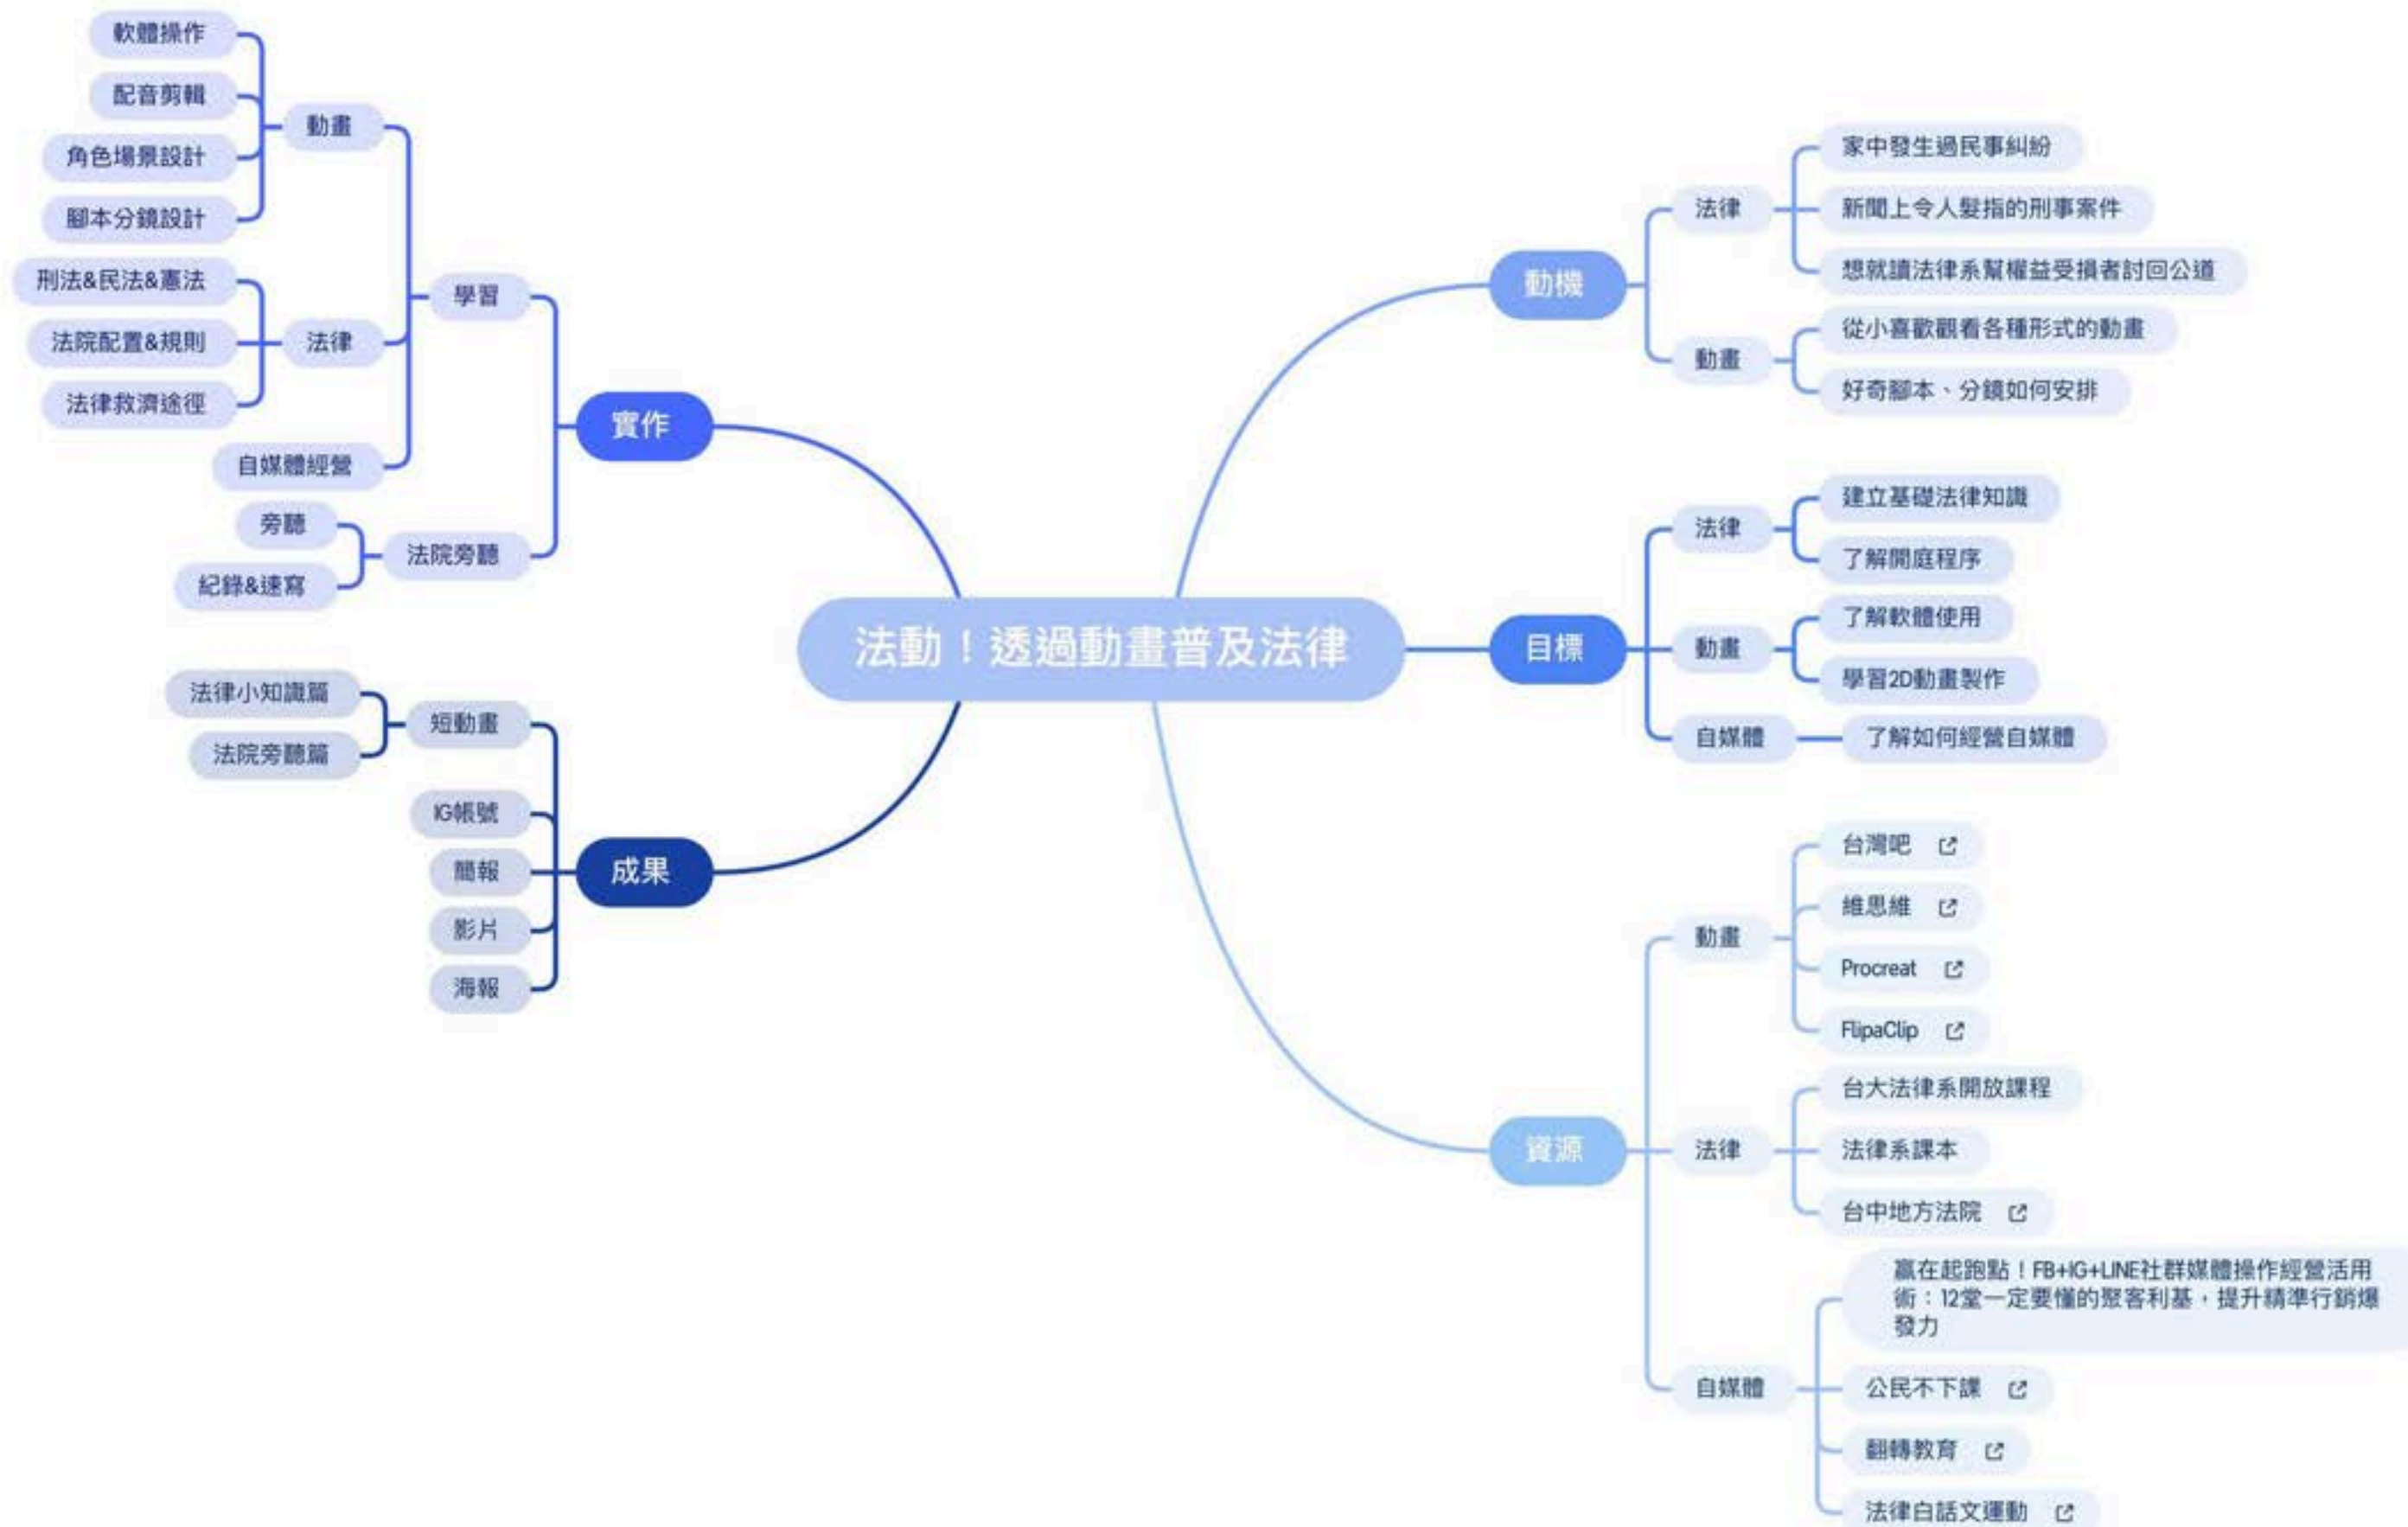 法動！透過動畫普及法律
動機
法律
家中發生過民事糾紛
新聞上令人髮指的刑事案件
想就讀法律系幫權益受損者討回公道
動畫
從小喜歡觀看各種形式的動畫
好奇腳本、分鏡如何安排
目標
法律
建立基礎法律知識
了解開庭程序
動畫
了解軟體使用
學習2D動畫製作
自媒體
了解如何經營自媒體
資源
動畫
台灣吧
維思維
Procreat
FlipaClip
法律
台大法律系開放課程
法律系課本
台中地方法院
自媒體
贏在起跑點！FB+IG+LINE社群媒體操作經營活用
術：12堂一定要懂的聚客利基，提升精準行銷爆
發力
公民不下課
翻轉教育
法律白話文運動
實作
學習
動畫
軟體操作
配音剪輯
角色場景設計
腳本分鏡設計
法律
刑法&民法&憲法
法院配置&規則
法律救濟途徑
自媒體經營
法院旁聽
旁聽
紀錄&速寫
成果
短動畫
法律小知識篇
法院旁聽篇
IG帳號
簡報
影片
海報